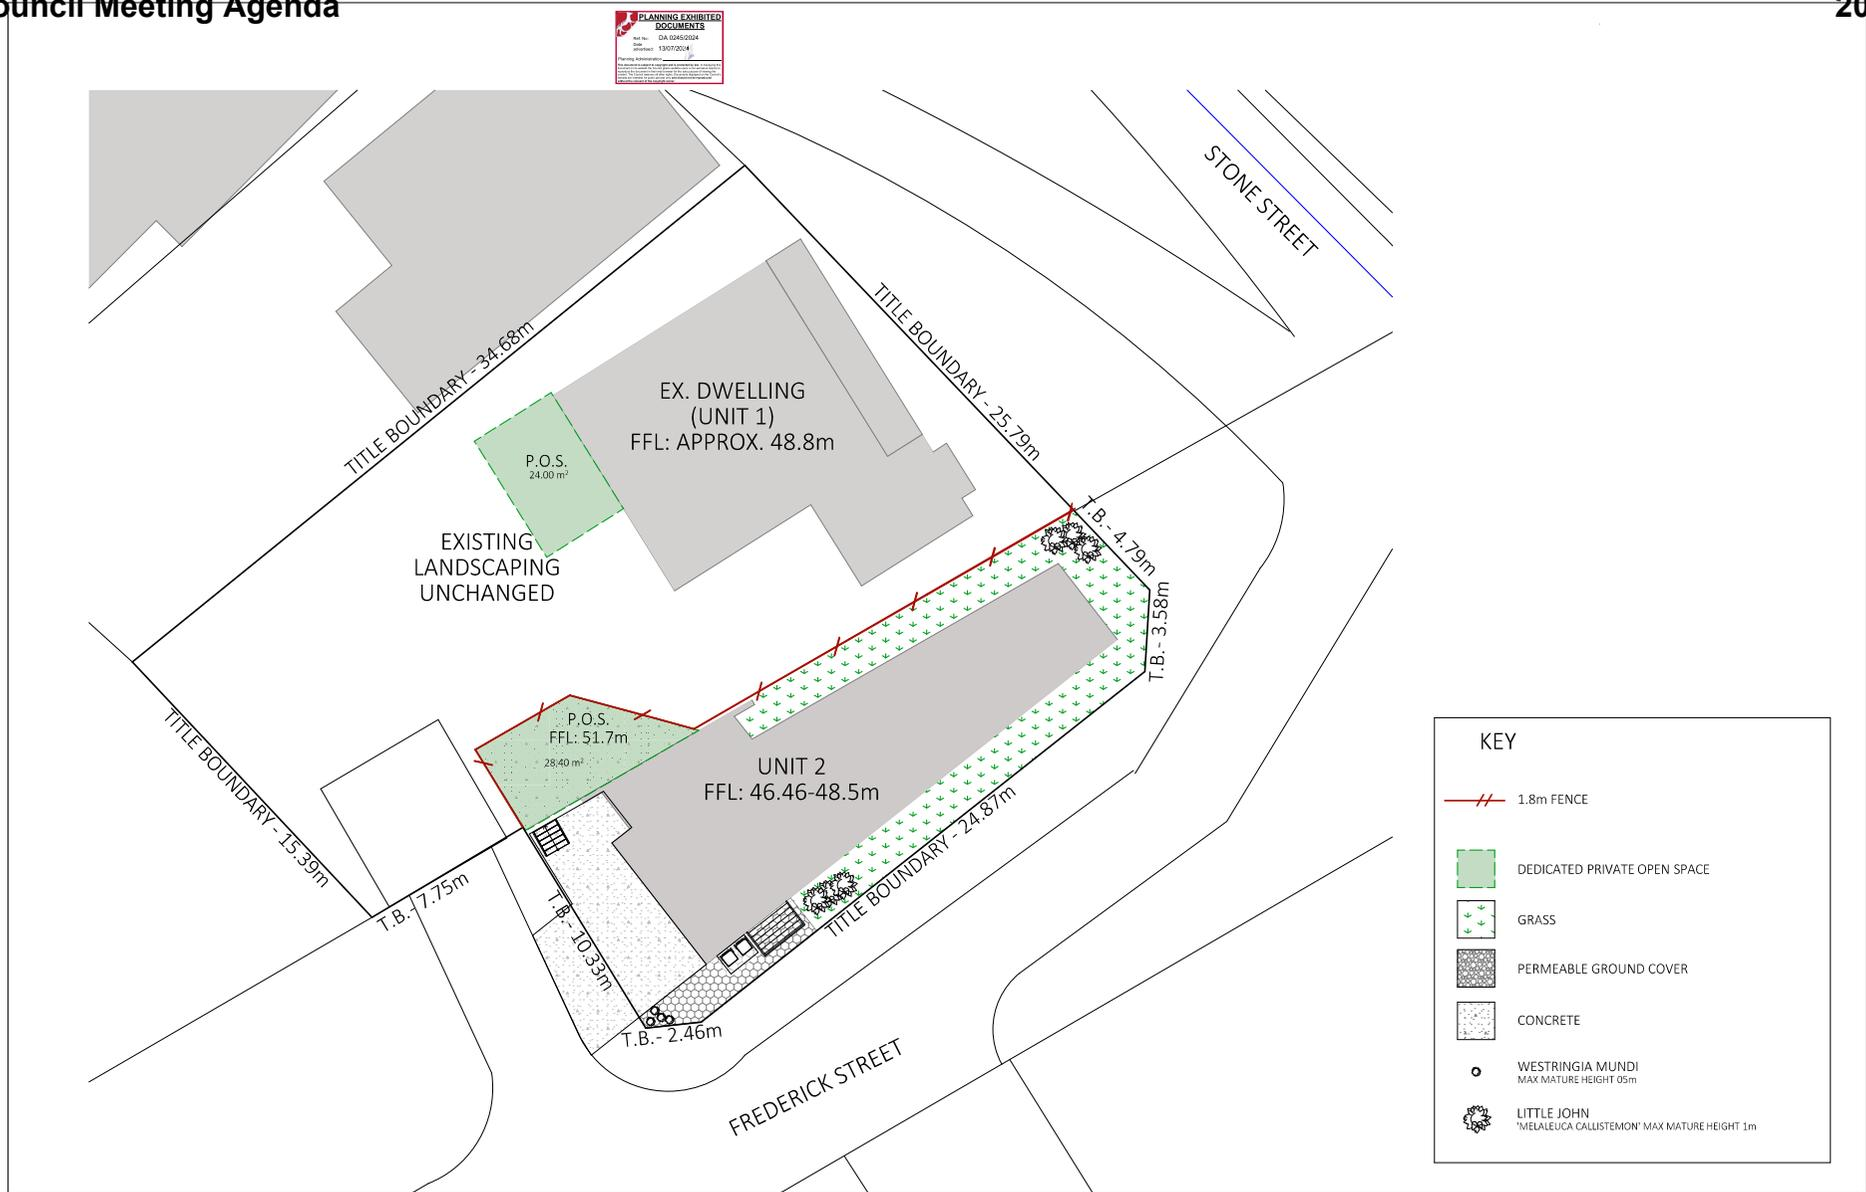 ouncil Meeting Agenda
20
PLANNING EXHIBITED
DOCUMENTS
Ref. No: DA 0245/2024
Date
advertised: 13/07/2024
Planning Administration
STONE STREET
TITLE BOUNDARY - 34.68m
TITLE BOUNDARY - 25.79m
EX. DWELLING
(UNIT 1)
FFL: APPROX. 48.8m
P.O.S.
24.00 m²
EXISTING
LANDSCAPING
UNCHANGED
T.B.- 4.79m
T.B.- 3.58m
P.O.S.
FFL: 51.7m
28.40 m²
UNIT 2
FFL: 46.46-48.5m
TITLE BOUNDARY - 15.39m
T.B.- 7.75m
T.B.- 10.33m
TITLE BOUNDARY - 24.87m
T.B.- 2.46m
FREDERICK STREET
KEY
1.8m FENCE
DEDICATED PRIVATE OPEN SPACE
GRASS
PERMEABLE GROUND COVER
CONCRETE
WESTRINGIA MUNDI
MAX MATURE HEIGHT 05m
LITTLE JOHN
'MELALEUCA CALLISTEMON' MAX MATURE HEIGHT 1m